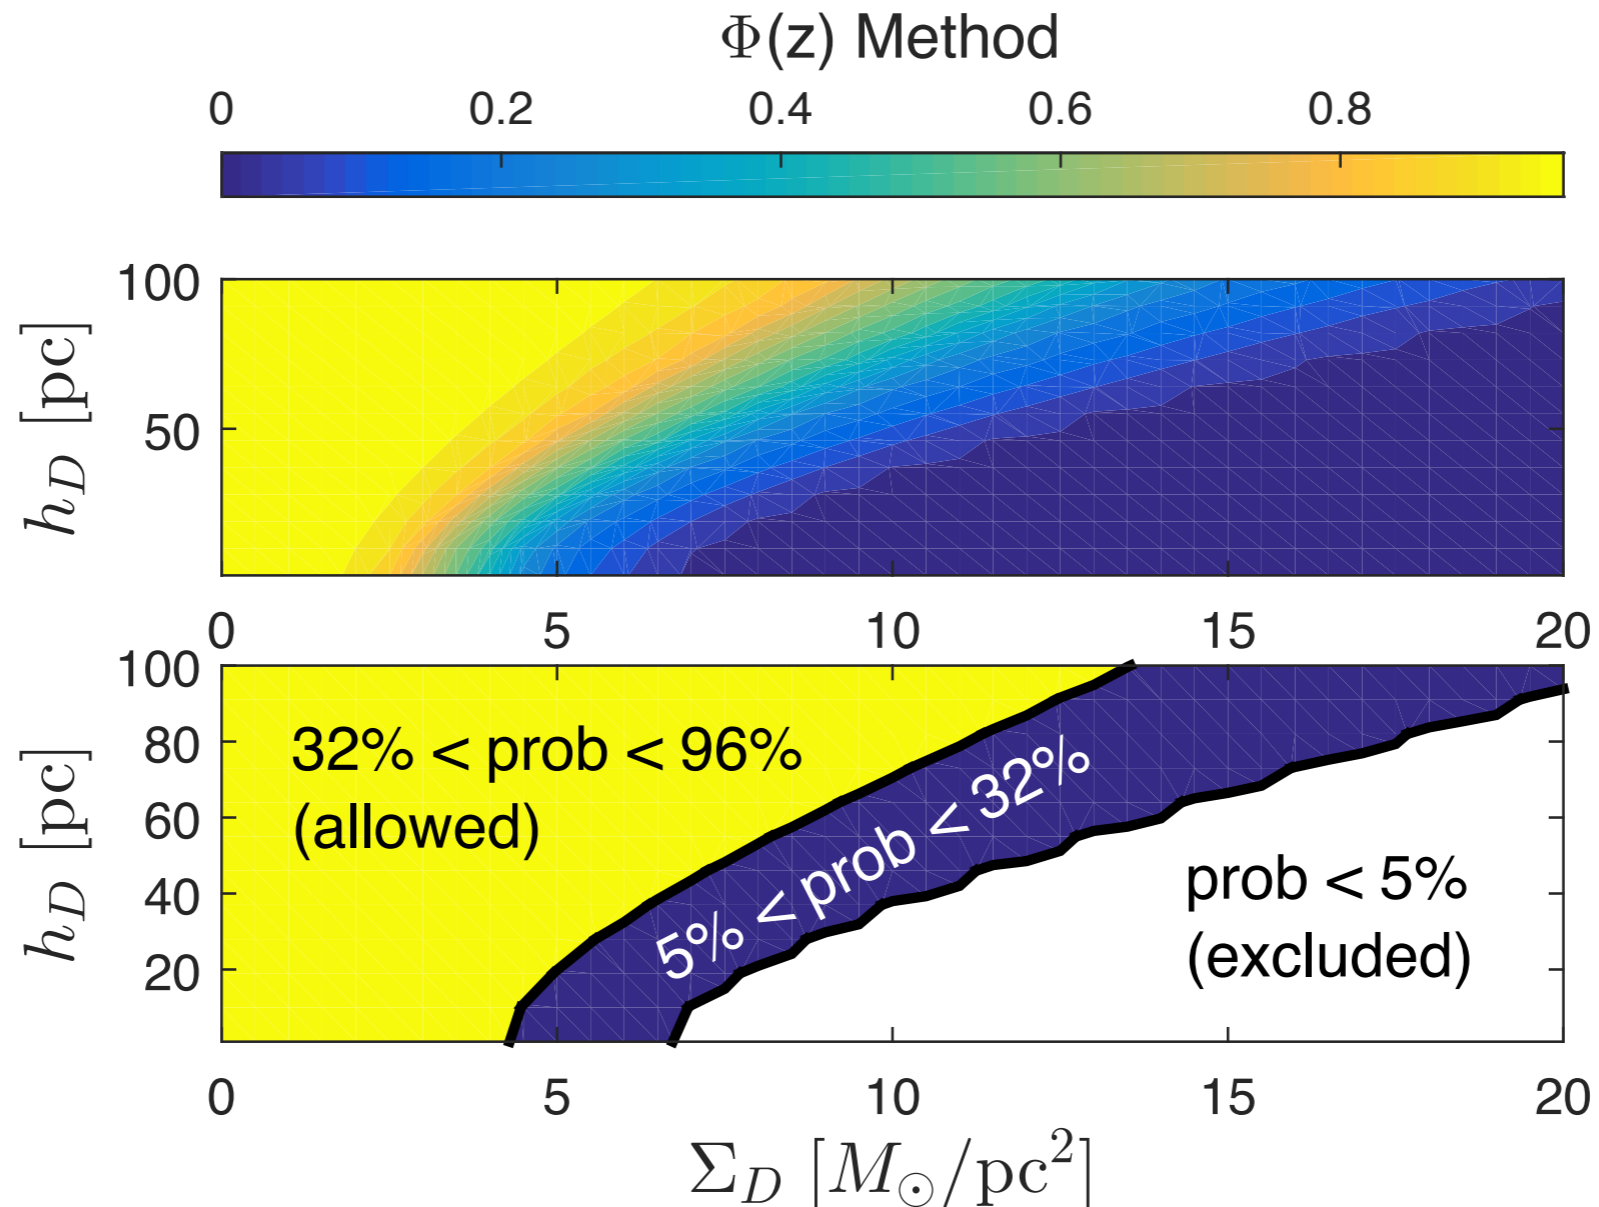 Φ(z) Method
0 0.2 0.4 0.6 0.8
100
50
h_D [pc]
0 5 10 15 20
100
80
60
40
20
h_D [pc]
32% < prob < 96%
(allowed)
5% < prob < 32%
prob < 5%
(excluded)
0 5 10 15 20
Σ_D [M_⊙/pc²]